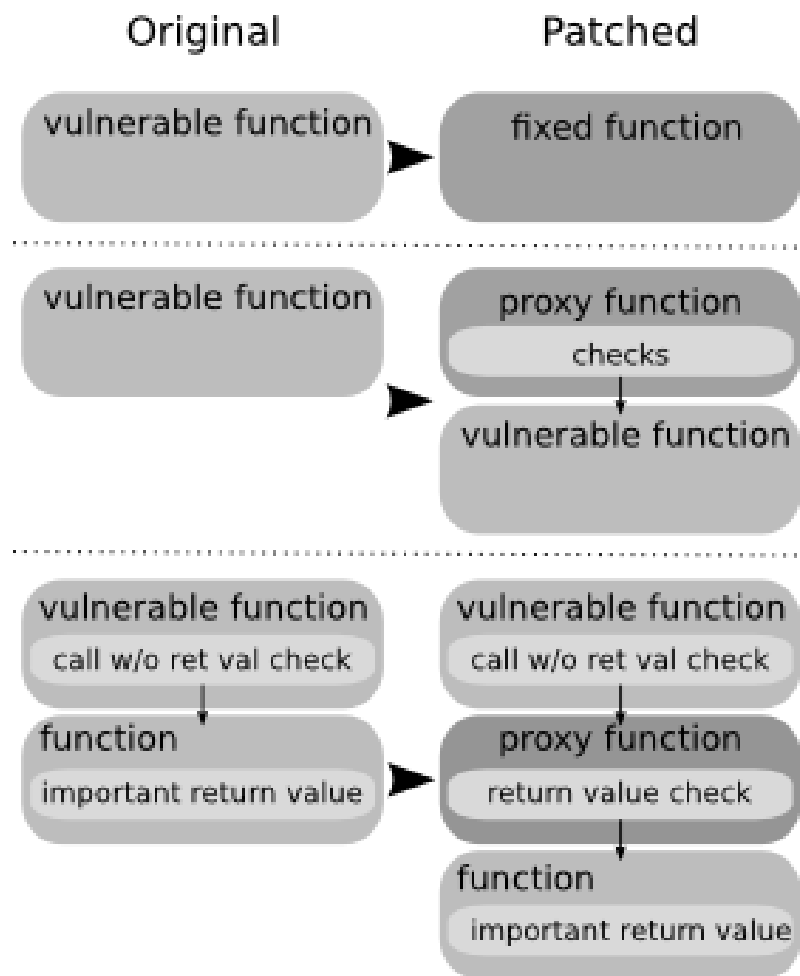 Original
Patched
vulnerable function
fixed function
vulnerable function
proxy function
checks
vulnerable function
vulnerable function
call w/o ret val check
function
important return value
vulnerable function
call w/o ret val check
proxy function
return value check
function
important return value